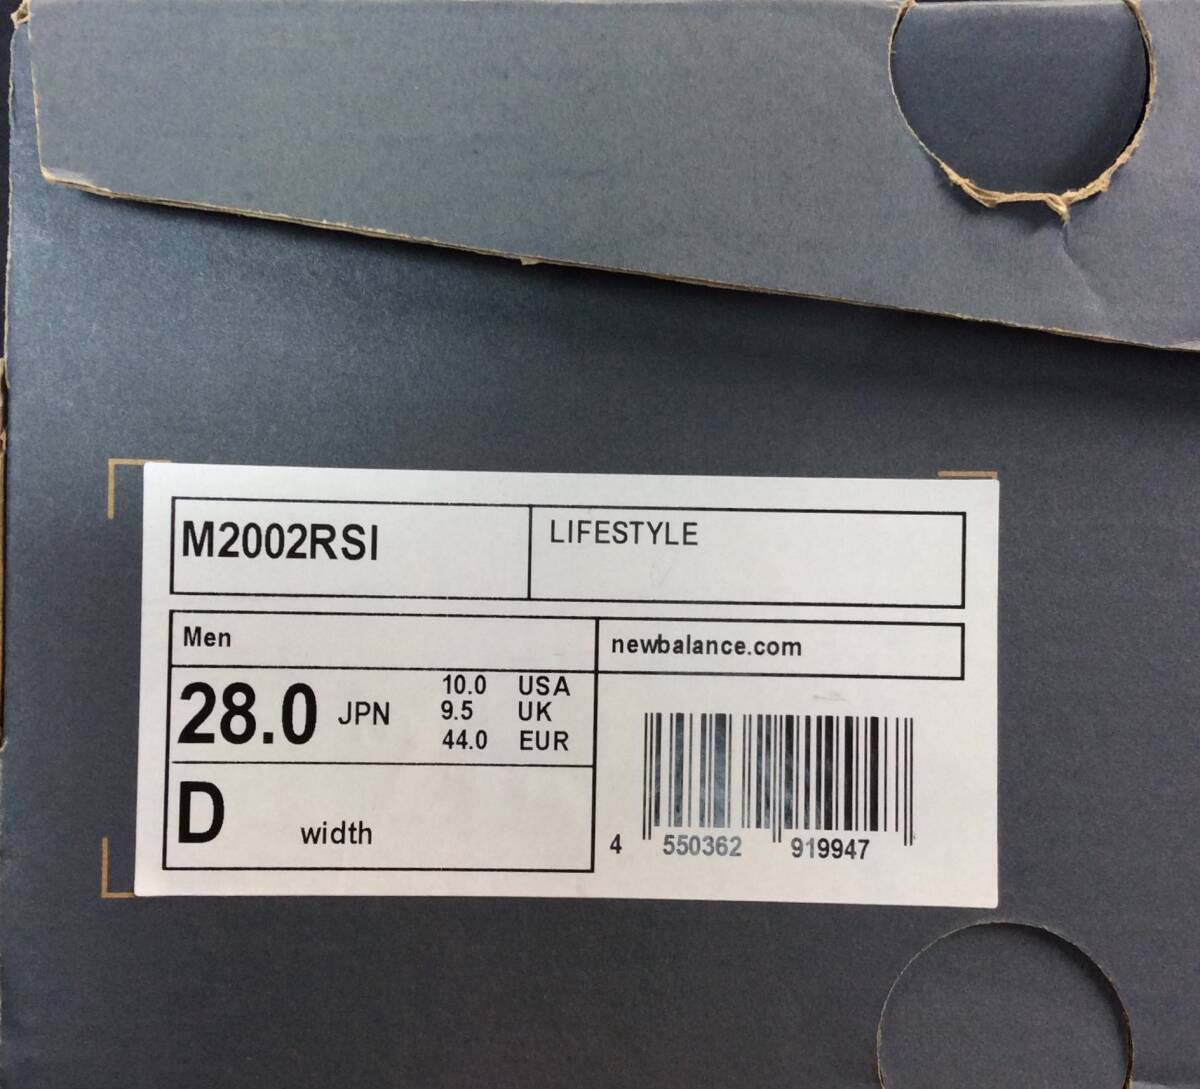 M2002RSI
LIFESTYLE
Men
newbalance.com
28.0 JPN
10.0 USA
9.5 UK
44.0 EUR
D width
4 550362 919947